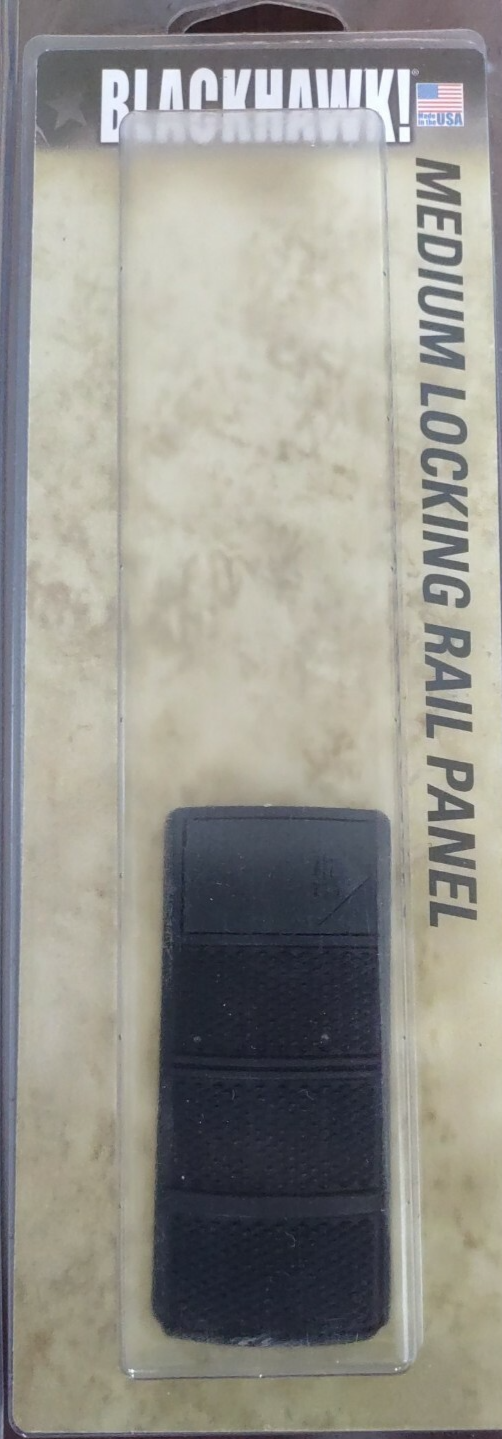 BLACKHAWK!®
Made
in the USA
MEDIUM LOCKING RAIL PANEL